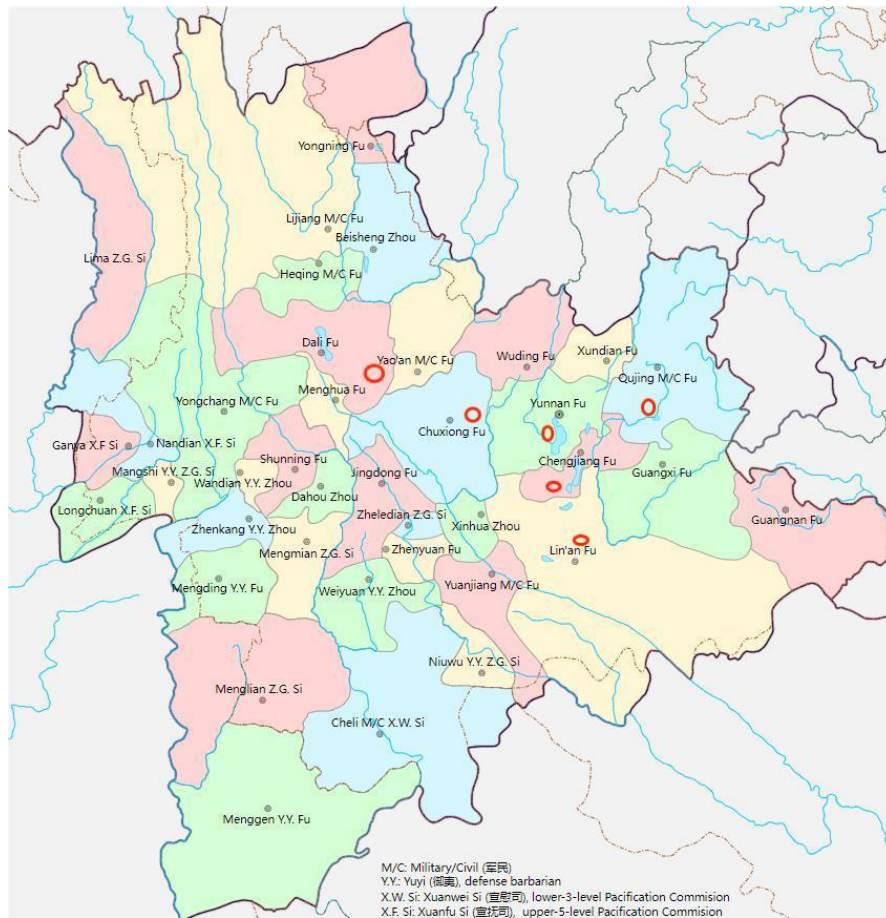 Yongning Fu
Lijiang M/C Fu
Beisheng Zhou
Lima Z.G. Si
Heqing M/C Fu
Dali Fu
Yao'an M/C Fu
Wuding Fu
Xundian Fu
Qujing M/C Fu
Menghua Fu
Yongchang M/C Fu
Yunnan Fu
Chuxiong Fu
Ganya X.F Si
Nandian X.F. Si
Shunning Fu
Chengjiang Fu
Mangshi Y.Y. Z.G. Si
Wandian Y.Y. Zhou
Jingdong Fu
Guangxi Fu
Longchuan X.F. Si
Dahou Zhou
Zheledian Z.G. Si
Xinhua Zhou
Guangnan Fu
Zhenkang Y.Y. Zhou
Mengmian Z.G. Si
Zhenyuan Fu
Lin'an Fu
Mengding Y.Y. Fu
Weiyuan Y.Y. Zhou
Yuanjiang M/C Fu
Niuwu Y.Y. Z.G. Si
Menglian Z.G. Si
Cheli M/C X.W. Si
Menggen Y.Y. Fu
M/C: Military/Civil (軍民)
Y.Y.: Yuyi (御夷), defense barbarian
X.W. Si: Xuanwei Si (宣慰司), lower-3-level Pacification Commision
X.F. Si: Xuanfu Si (宣抚司), upper-5-level Pacification Commision